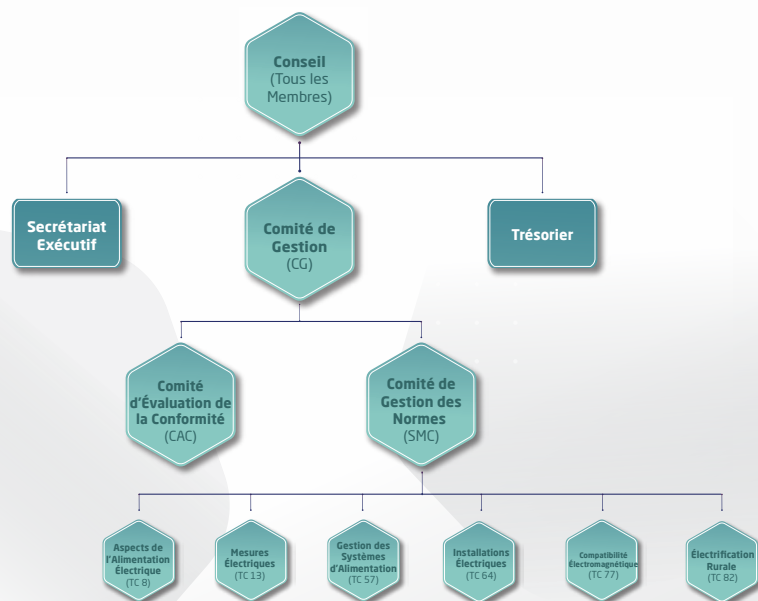 Conseil
(Tous les
Membres)
Secrétariat
Exécutif
Comité de
Gestion
(CG)
Trésorier
Comité
d'Évaluation de
la Conformité
(CAC)
Comité de
Gestion des
Normes
(SMC)
Aspects de
l'Alimentation
Électrique
(TC 8)
Mesures
Électriques
(TC 13)
Gestion des
Systèmes
d'Alimentation
(TC 57)
Installations
Électriques
(TC 64)
Compatibilité
Électromagnétique
(TC 77)
Électrification
Rurale
(TC 82)